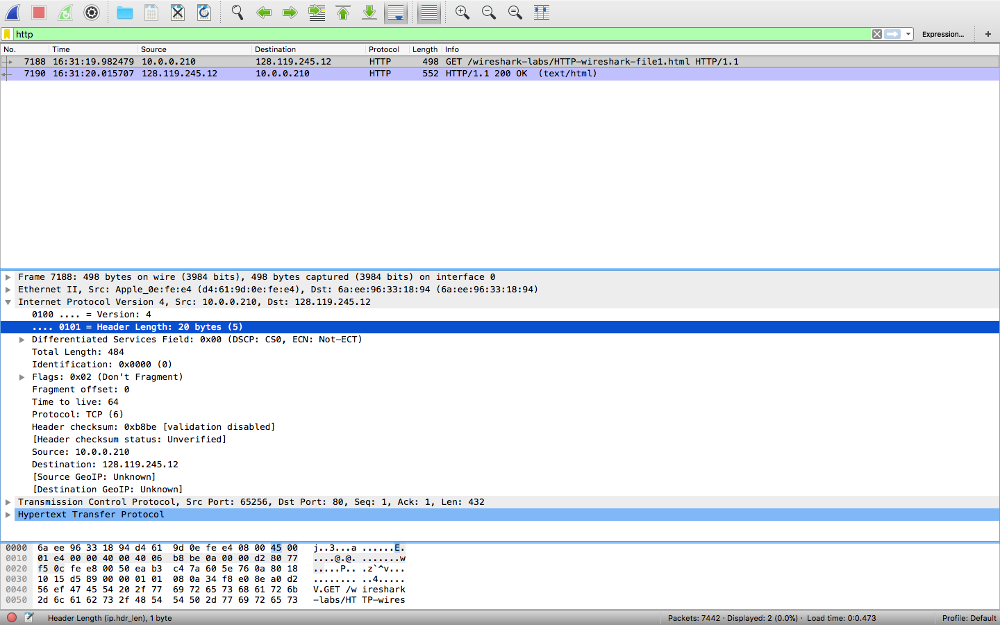 http
Expression...
+
No. Time Source Destination Protocol Length Info
7188 16:31:19.982479 10.0.0.210 128.119.245.12 HTTP 498 GET /wireshark-labs/HTTP-wireshark-file1.html HTTP/1.1
7190 16:31:20.015707 128.119.245.12 10.0.0.210 HTTP 552 HTTP/1.1 200 OK (text/html)
Frame 7188: 498 bytes on wire (3984 bits), 498 bytes captured (3984 bits) on interface 0
Ethernet II, Src: Apple_0e:fe:e4 (d4:61:9d:0e:fe:e4), Dst: 6a:ee:96:33:18:94 (6a:ee:96:33:18:94)
Internet Protocol Version 4, Src: 10.0.0.210, Dst: 128.119.245.12
0100 .... = Version: 4
.... 0101 = Header Length: 20 bytes (5)
Differentiated Services Field: 0x00 (DSCP: CS0, ECN: Not-ECT)
Total Length: 484
Identification: 0x0000 (0)
Flags: 0x02 (Don't Fragment)
Fragment offset: 0
Time to live: 64
Protocol: TCP (6)
Header checksum: 0xb8be [validation disabled]
[Header checksum status: Unverified]
Source: 10.0.0.210
Destination: 128.119.245.12
[Source GeoIP: Unknown]
[Destination GeoIP: Unknown]
Transmission Control Protocol, Src Port: 65256, Dst Port: 80, Seq: 1, Ack: 1, Len: 432
Hypertext Transfer Protocol
0000 6a ee 96 33 18 94 d4 61 9d 0e fe e4 08 00 45 00 j..3...a ......E.
0010 01 e4 00 00 40 00 40 06 b8 be 0a 00 00 d2 80 77 ....@.@. .......w
0020 f5 0c fe e8 00 50 ea b3 c4 7a 60 5e 76 0a 80 18 .....P.. .z`^v...
0030 10 15 d5 89 00 00 01 01 08 0a 34 f8 e0 8e a0 d2 ........ ..4.....
0040 56 ef 47 45 54 20 2f 77 69 72 65 73 68 61 72 6b V.GET /w ireshark
0050 2d 6c 61 62 73 2f 48 54 54 50 2d 77 69 72 65 73 -labs/HT TP-wires
Header Length (ip.hdr_len), 1 byte
Packets: 7442 · Displayed: 2 (0.0%) · Load time: 0:0.473
Profile: Default